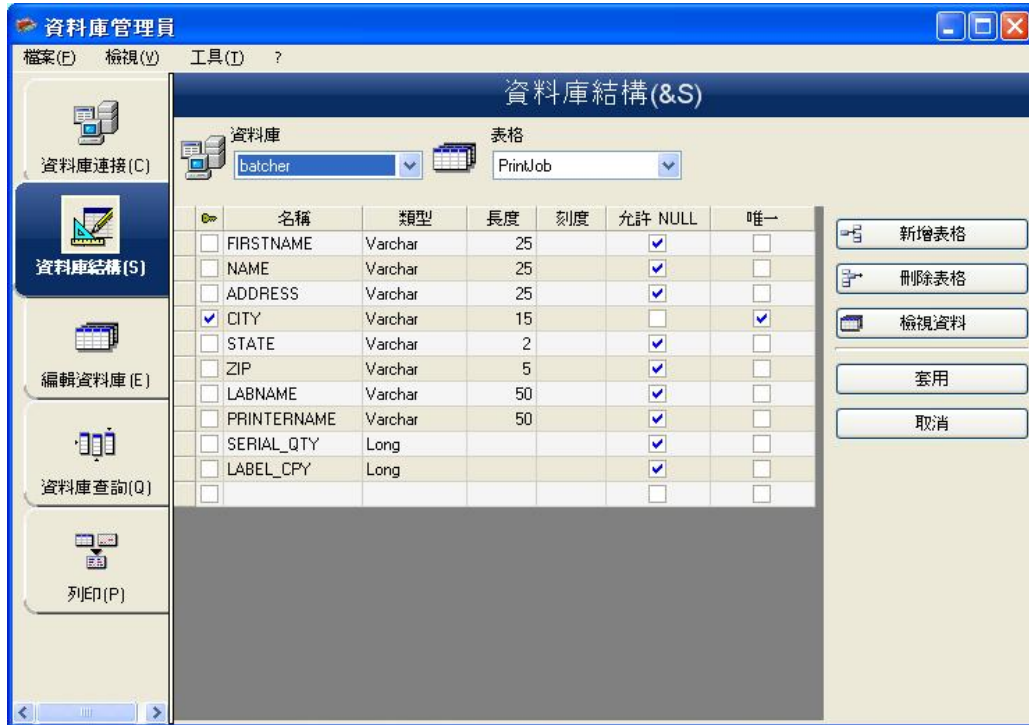 資料庫管理員
檔案(F) 檢視(V) 工具(T) ?
資料庫連接(C)
資料庫結構(S)
編輯資料庫(E)
資料庫查詢(Q)
列印(P)
資料庫結構(&S)
資料庫 表格
batcher PrintJob
名稱 類型 長度 刻度 允許 NULL 唯一
FIRSTNAME Varchar 25
NAME Varchar 25
ADDRESS Varchar 25
CITY Varchar 15
STATE Varchar 2
ZIP Varchar 5
LABNAME Varchar 50
PRINTERNAME Varchar 50
SERIAL_QTY Long
LABEL_CPY Long
新增表格
刪除表格
檢視資料
套用
取消